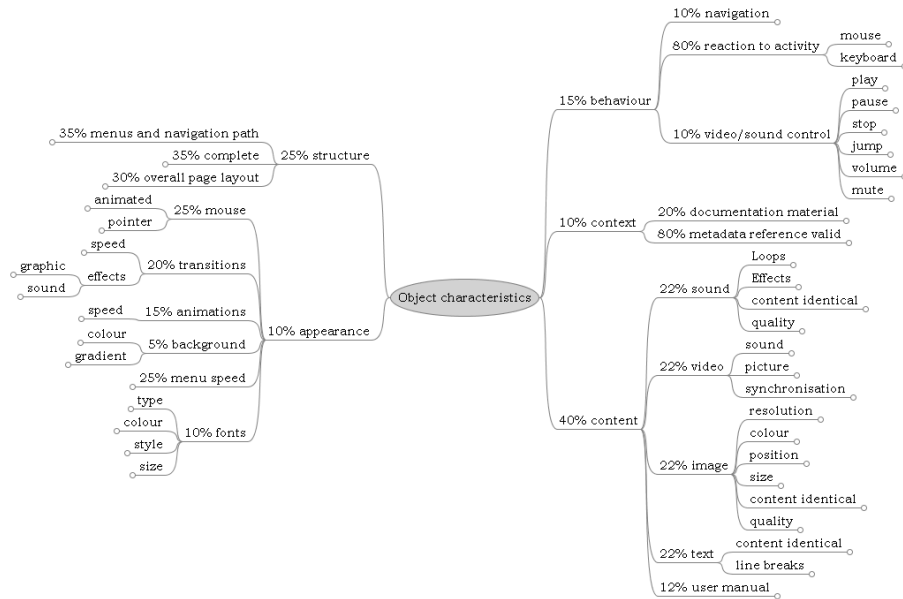 Object characteristics
25% structure
35% menus and navigation path
35% complete
30% overall page layout
10% appearance
25% mouse
animated
pointer
20% transitions
speed
effects
graphic
sound
15% animations
speed
5% background
colour
gradient
25% menu speed
10% fonts
type
colour
style
size
15% behaviour
10% navigation
80% reaction to activity
mouse
keyboard
10% video/sound control
play
pause
stop
jump
volume
mute
10% context
20% documentation material
80% metadata reference valid
40% content
22% sound
Loops
Effects
content identical
quality
22% video
sound
picture
synchronisation
22% image
resolution
colour
position
size
content identical
quality
22% text
content identical
line breaks
12% user manual